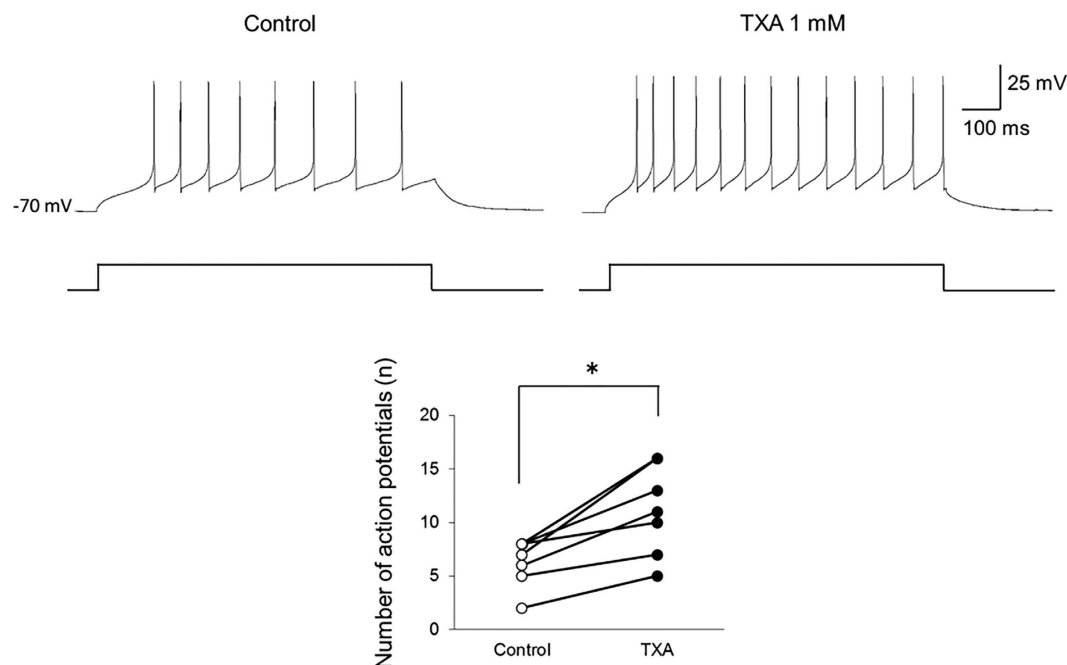 Control
TXA 1 mM
25 mV
100 ms
-70 mV
*
Number of action potentials (n)
20
15
10
5
0
Control
TXA